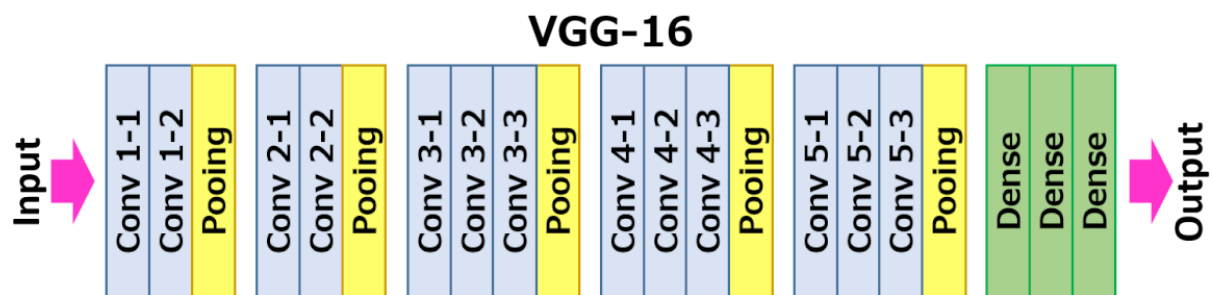 VGG-16
Input
Conv 1-1
Conv 1-2
Pooing
Conv 2-1
Conv 2-2
Pooing
Conv 3-1
Conv 3-2
Conv 3-3
Pooing
Conv 4-1
Conv 4-2
Conv 4-3
Pooing
Conv 5-1
Conv 5-2
Conv 5-3
Pooing
Dense
Dense
Dense
Output